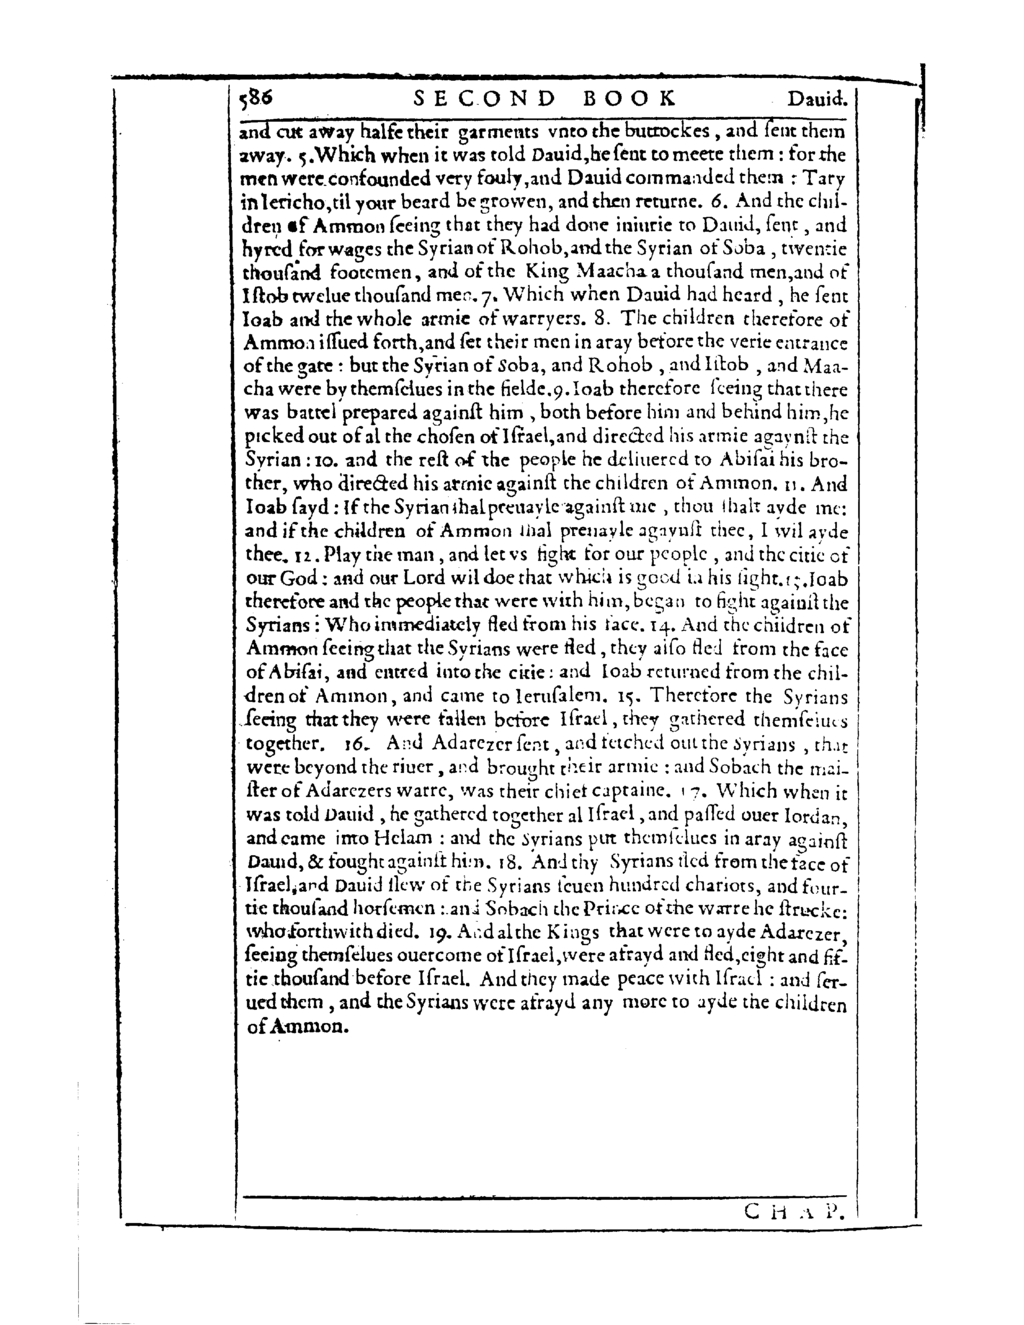 586 SECOND BOOK Dauid.
and cut away halfe their garments vnto the buttockes, and ſent them
away. 5. Which when it was told Dauid, he ſent to meete them : for the
men were confounded very fouly, and Dauid commanded them : Tary
in Iericho, til your beard be growen, and then returne. 6. And the chil-
dren of Ammon ſeeing that they had done iniurie to Dauid, ſent, and
hyred for wages the Syrian of Rohob, and the Syrian of Soba, twentie
thouſand footemen, and of the King Maacha a thouſand men, and of
Iſtob twelue thouſand men. 7. Which when Dauid had heard, he ſent
Ioab and the whole armie of warryers. 8. The children therefore of
Ammon iſſued forth, and ſet their men in aray before the verie entrance
of the gate : but the Syrian of Soba, and Rohob, and Iſtob, and Maa-
cha were by themſelues in the fielde. 9. Ioab therefore ſeeing that there
was battel prepared againſt him, both before him and behind him, he
picked out of al the choſen of Iſrael, and directed his armie agaynſt the
Syrian : 10. and the reſt of the people he deliuered to Abiſai his bro-
ther, who directed his armie againſt the children of Ammon. 11. And
Ioab ſayd : If the Syrian ſhal preuayle againſt me, thou ſhalt ayde me:
and if the children of Ammon ſhal preuayle agaynſt thee, I wil ayde
thee. 12. Play the man, and let vs fight for our people, and the citie of
our God : and our Lord wil doe that which is good in his ſight. 13. Ioab
therefore and the people that were with him, began to fight againſt the
Syrians : Who immediately fled from his face. 14. And the children of
Ammon ſeeing that the Syrians were fled, they alſo fled from the face
of Abiſai, and entred into the citie : and Ioab returned from the chil-
dren of Ammon, and came to Ieruſalem. 15. Therefore the Syrians
ſeeing that they were fallen before Iſrael, they gathered themſelues
together. 16. And Adarezer ſent, and fetched out the Syrians, that
were beyond the riuer, and brought their armie : and Sobach the mai-
ſter of Adarezers warre, was their chief captaine. 17. Which when it
was told Dauid, he gathered together al Iſrael, and paſſed ouer Iordan,
and came into Helam : and the Syrians put themſelues in aray againſt
Dauid, & fought againſt him. 18. And thy Syrians fled from the face of
Iſrael, and Dauid ſlew of the Syrians ſeuen hundred chariots, and four-
tie thouſand horſemen : and Sobach the Prince of the warre he ſtrucke:
who forthwith died. 19. And al the Kings that were to ayde Adarezer,
ſeeing themſelues ouercome of Iſrael, were afrayd and fled, eight and fif-
tie thouſand before Iſrael. And they made peace with Iſrael : and ſer-
ued them, and the Syrians were afrayd any more to ayde the children
of Ammon.
CHAP.